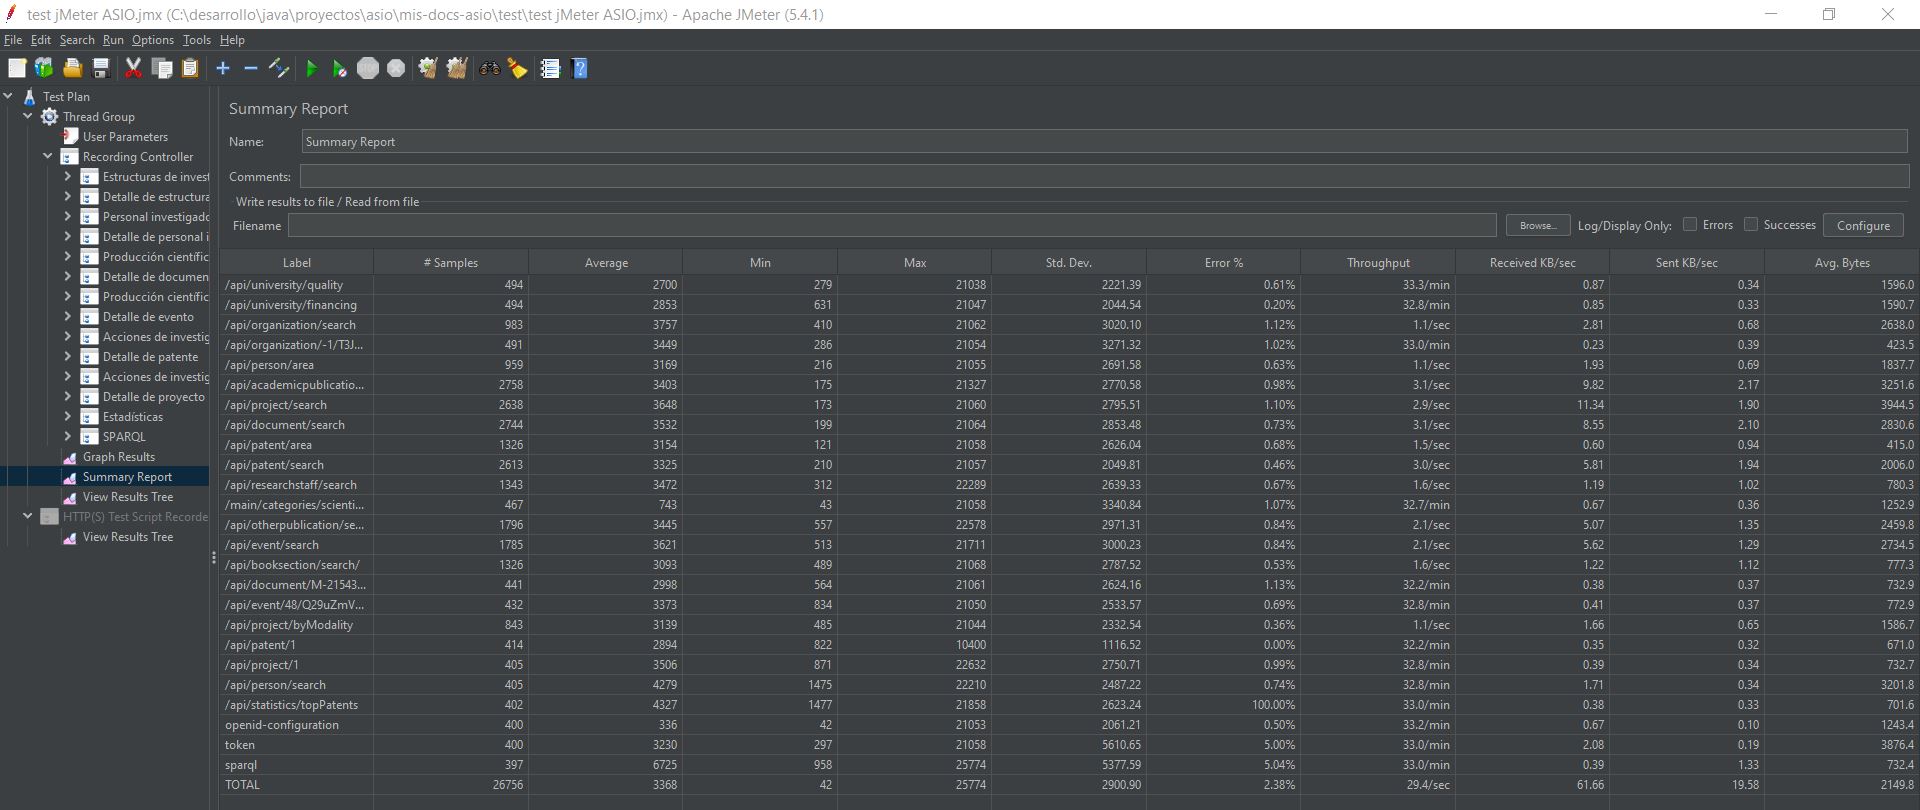 test jMeter ASIO.jmx (C:\desarrollo\java\proyectos\asio\mis-docs-asio\test\test jMeter ASIO.jmx) - Apache JMeter (5.4.1)
File Edit Search Run Options Tools Help
Test Plan
Thread Group
User Parameters
Recording Controller
Estructuras de invest
Detalle de estructura
Personal investigado
Detalle de personal i
Producción científic
Detalle de documen
Producción científic
Detalle de evento
Acciones de investig
Detalle de patente
Acciones de investig
Detalle de proyecto
Estadísticas
SPARQL
Graph Results
Summary Report
View Results Tree
HTTP(S) Test Script Recorde
View Results Tree
Summary Report
Name: Summary Report
Comments:
Write results to file / Read from file
Filename Browse... Log/Display Only: Errors Successes Configure
Label # Samples Average Min Max Std. Dev. Error % Throughput Received KB/sec Sent KB/sec Avg. Bytes
/api/university/quality 494 2700 279 21038 2221.39 0.61% 33.3/min 0.87 0.34 1596.0
/api/university/financing 494 2853 631 21047 2044.54 0.20% 32.8/min 0.85 0.33 1590.7
/api/organization/search 983 3757 410 21062 3020.10 1.12% 1.1/sec 2.81 0.68 2638.0
/api/organization/-1/T3J... 491 3449 286 21054 3271.32 1.02% 33.0/min 0.23 0.39 423.5
/api/person/area 959 3169 216 21055 2691.58 0.63% 1.1/sec 1.93 0.69 1837.7
/api/academicpublicatio... 2758 3403 175 21327 2770.58 0.98% 3.1/sec 9.82 2.17 3251.6
/api/project/search 2638 3648 173 21060 2795.51 1.10% 2.9/sec 11.34 1.90 3944.5
/api/document/search 2744 3532 199 21064 2853.48 0.73% 3.1/sec 8.55 2.10 2830.6
/api/patent/area 1326 3154 121 21058 2626.04 0.68% 1.5/sec 0.60 0.94 415.0
/api/patent/search 2613 3325 210 21057 2049.81 0.46% 3.0/sec 5.81 1.94 2006.0
/api/researchstaff/search 1343 3472 312 22289 2639.33 0.67% 1.6/sec 1.19 1.02 780.3
/main/categories/scienti... 467 743 43 21058 3340.84 1.07% 32.7/min 0.67 0.36 1252.9
/api/otherpublication/se... 1796 3445 557 22578 2971.31 0.84% 2.1/sec 5.07 1.35 2459.8
/api/event/search 1785 3621 513 21711 3000.23 0.84% 2.1/sec 5.62 1.29 2734.5
/api/booksection/search/ 1326 3093 489 21068 2787.52 0.53% 1.6/sec 1.22 1.12 777.3
/api/document/M-21543... 441 2998 564 21061 2624.16 1.13% 32.2/min 0.38 0.37 732.9
/api/event/48/Q29uZmV... 432 3373 834 21050 2533.57 0.69% 32.8/min 0.41 0.37 772.9
/api/project/byModality 843 3139 485 21044 2332.54 0.36% 1.1/sec 1.66 0.65 1586.7
/api/patent/1 414 2894 822 10400 1116.52 0.00% 32.2/min 0.35 0.32 671.0
/api/project/1 405 3506 871 22632 2750.71 0.99% 32.8/min 0.39 0.34 732.7
/api/person/search 405 4279 1475 22210 2487.22 0.74% 32.8/min 1.71 0.34 3201.8
/api/statistics/topPatents 402 4327 1477 21858 2623.24 100.00% 33.0/min 0.38 0.33 701.6
openid-configuration 400 336 42 21053 2061.21 0.50% 33.2/min 0.67 0.10 1243.4
token 400 3230 297 21058 5610.65 5.00% 33.0/min 2.08 0.19 3876.4
sparql 397 6725 958 25774 5377.59 5.04% 33.0/min 0.39 1.33 732.4
TOTAL 26756 3368 42 25774 2900.90 2.38% 29.4/sec 61.66 19.58 2149.8